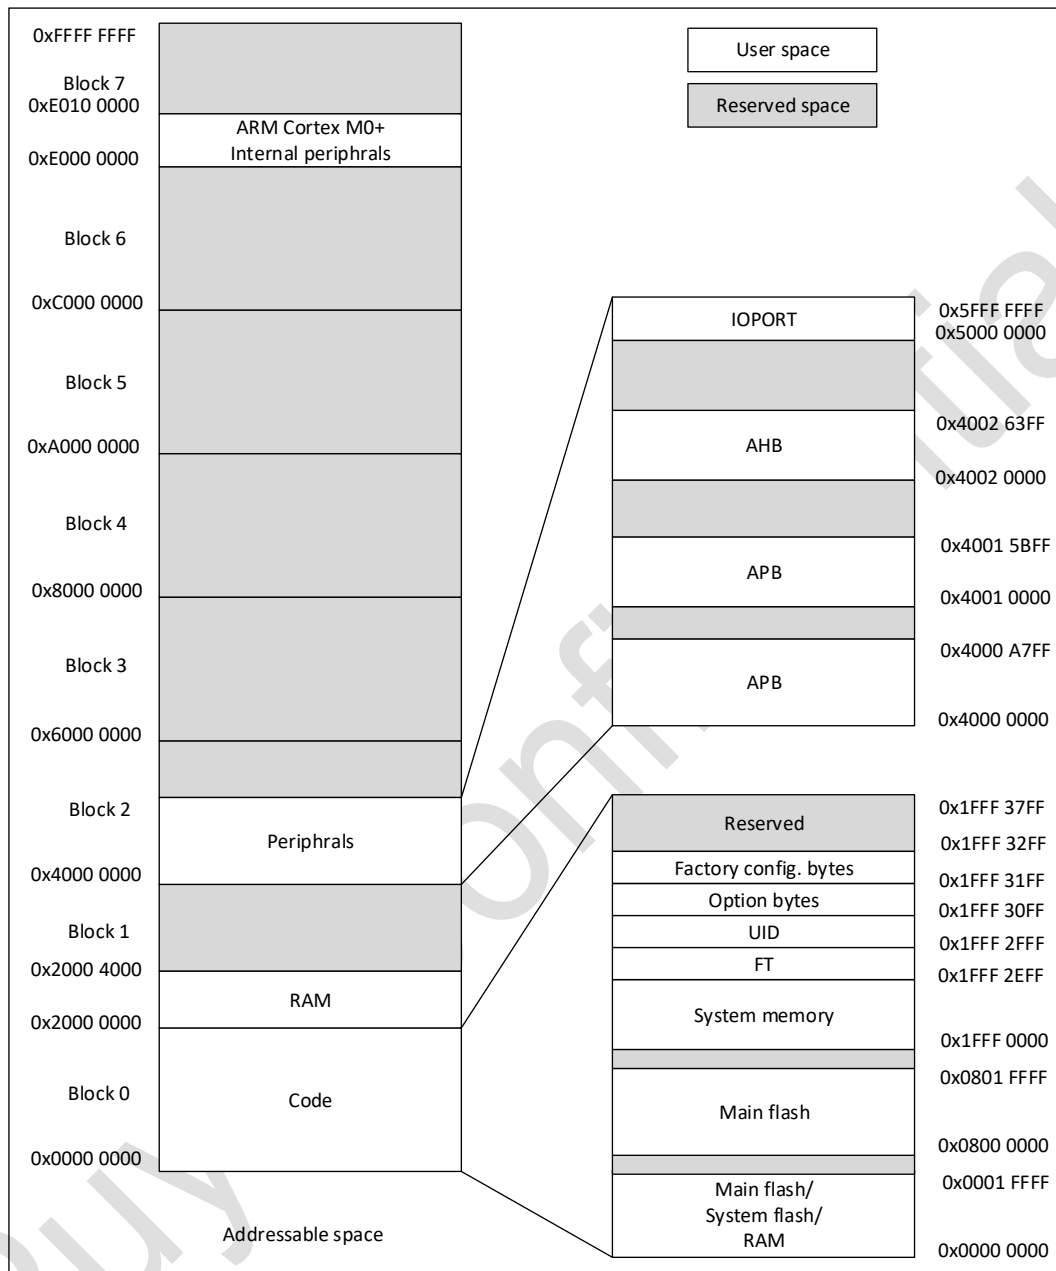 0xFFFF FFFF
Block 7
0xE010 0000
ARM Cortex M0+
Internal periphrals
0xE000 0000
Block 6
0xC000 0000
Block 5
0xA000 0000
Block 4
0x8000 0000
Block 3
0x6000 0000
Block 2
Periphrals
0x4000 0000
Block 1
0x2000 4000
RAM
0x2000 0000
Block 0
Code
0x0000 0000
Addressable space
User space
Reserved space
IOPORT
0x5FFF FFFF
0x5000 0000
0x4002 63FF
AHB
0x4002 0000
0x4001 5BFF
APB
0x4001 0000
0x4000 A7FF
APB
0x4000 0000
0x1FFF 37FF
Reserved
0x1FFF 32FF
Factory config. bytes
0x1FFF 31FF
Option bytes
0x1FFF 30FF
UID
0x1FFF 2FFF
FT
0x1FFF 2EFF
System memory
0x1FFF 0000
0x0801 FFFF
Main flash
0x0800 0000
0x0001 FFFF
Main flash/
System flash/
RAM
0x0000 0000